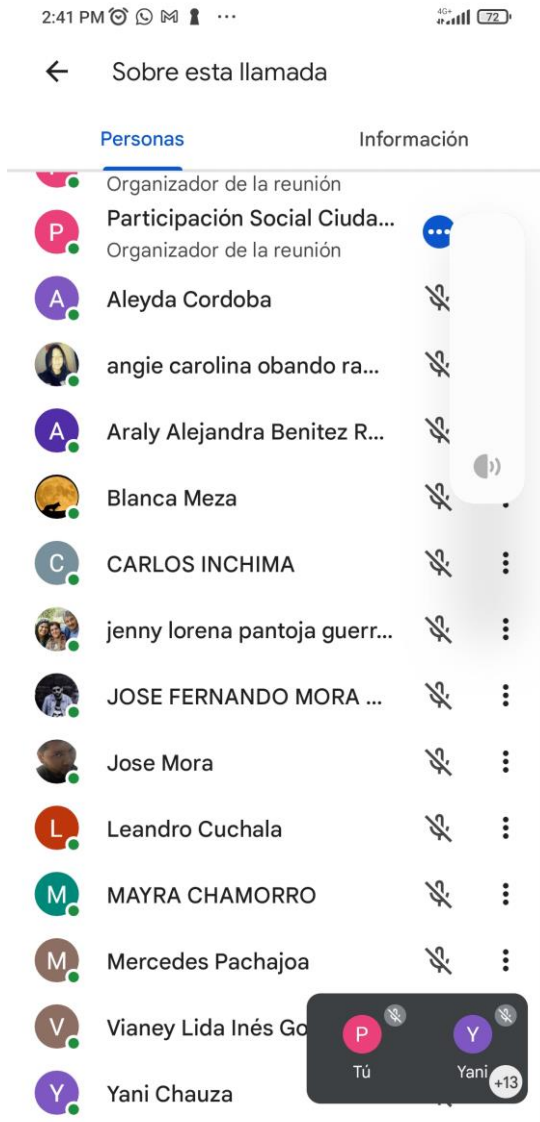 2:41 PM ...
4G+
72
Sobre esta llamada
Personas
Información
Organizador de la reunión
P
Participación Social Ciuda...
Organizador de la reunión
A
Aleyda Cordoba
angie carolina obando ra...
A
Araly Alejandra Benitez R...
Blanca Meza
C
CARLOS INCHIMA
jenny lorena pantoja guerr...
JOSE FERNANDO MORA ...
Jose Mora
L
Leandro Cuchala
M
MAYRA CHAMORRO
M
Mercedes Pachajoa
V
Vianey Lida Inés Go
P
Y
Tú
Yani
+13
Y
Yani Chauza